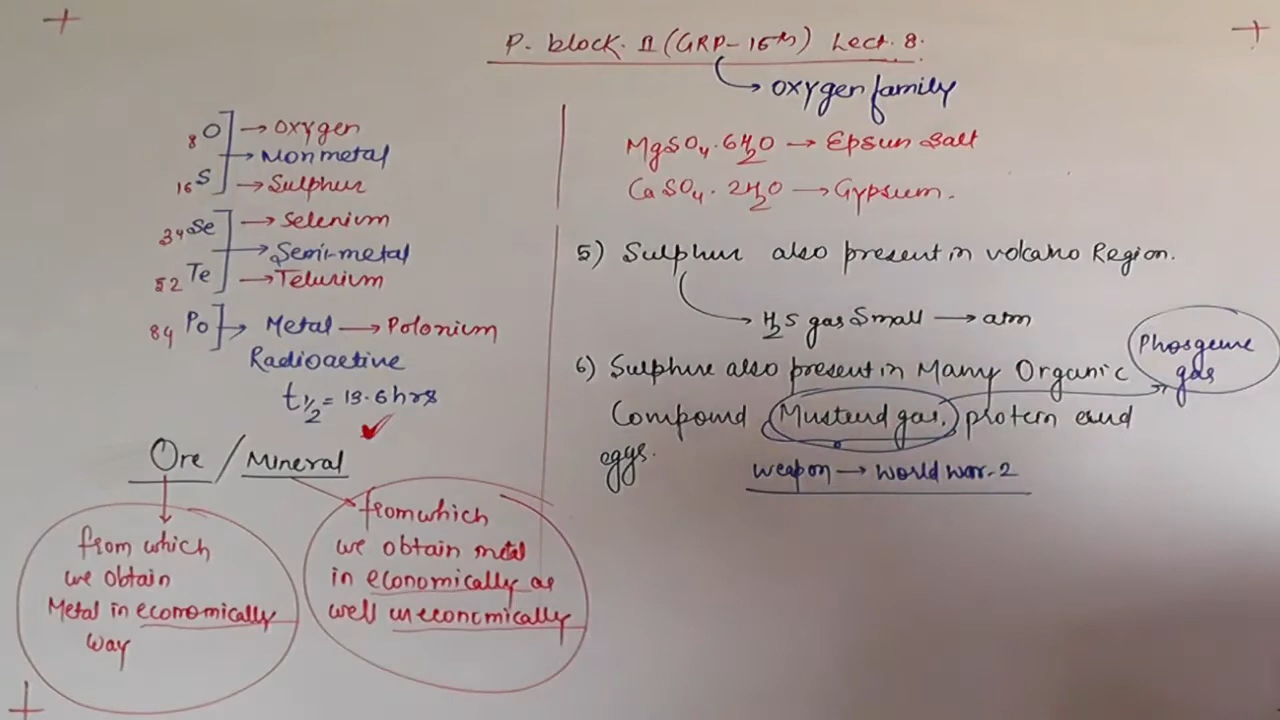 P. block. II (GRP-16th) Lect. 8.
oxygen family
8O → oxygen
→ Nonmetal
16S → Sulphur
34Se → Selenium
→ Semi-metal
52Te → Telurium
84Po → Metal → Polonium
Radioactive
t1/2 = 13.6 hrs
Ore / Mineral
from which
we obtain
Metal in economically
way
from which
we obtain metal
in economically as
well uneconomically
MgSO4.6H2O → Epsun Salt
CaSO4.2H2O → Gypsum.
5) Sulphur also present in volcano Region.
H2S gas Small → atm
6) Sulphur also present in Many Organic
Compound Musturd gas, protein and
eggs.
Phosgene
gas
weapon → world war-2